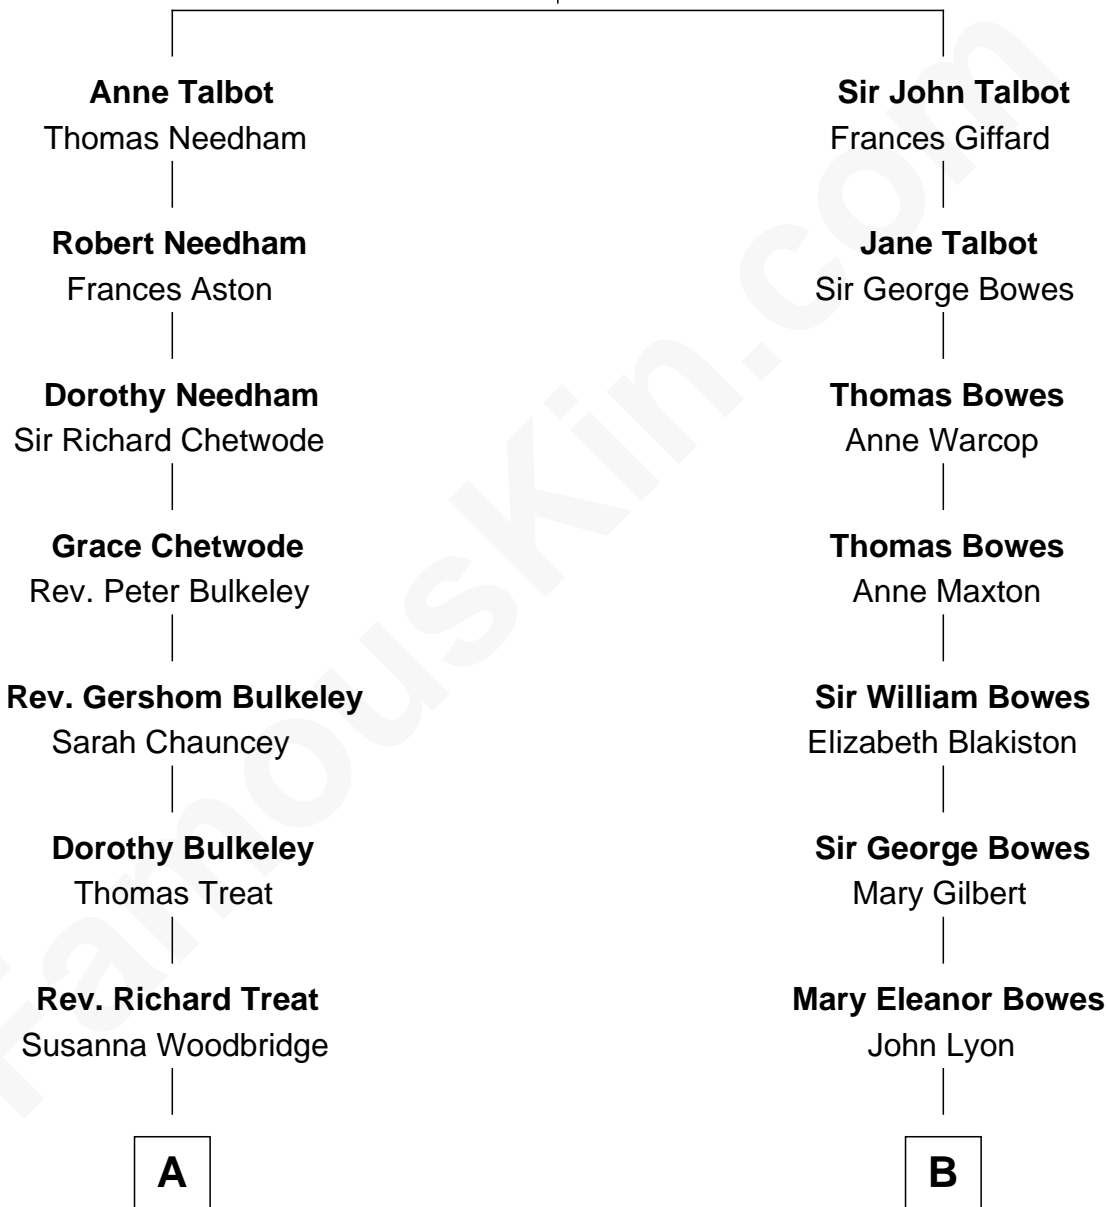 Anne Talbot
Thomas Needham
Robert Needham
Frances Aston
Dorothy Needham
Sir Richard Chetwode
Grace Chetwode
Rev. Peter Bulkeley
Rev. Gershom Bulkeley
Sarah Chauncey
Dorothy Bulkeley
Thomas Treat
Rev. Richard Treat
Susanna Woodbridge
A
Sir John Talbot
Frances Giffard
Jane Talbot
Sir George Bowes
Thomas Bowes
Anne Warcop
Thomas Bowes
Anne Maxton
Sir William Bowes
Elizabeth Blakiston
Sir George Bowes
Mary Gilbert
Mary Eleanor Bowes
John Lyon
B
FamousKin.com